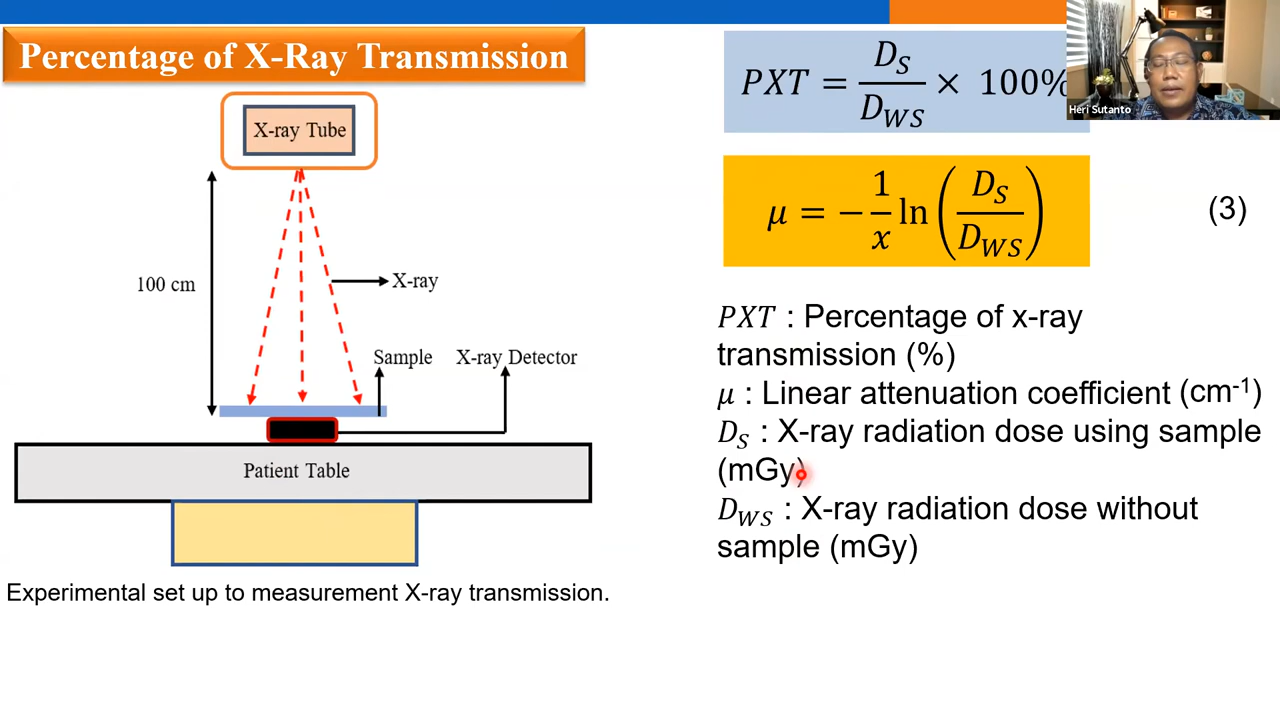 Percentage of X-Ray Transmission
X-ray Tube
100 cm
X-ray
Sample
X-ray Detector
Patient Table
Experimental set up to measurement X-ray transmission.
PXT = D_S / D_WS × 100%
Heri Sutanto
μ = −1/x ln(D_S / D_WS)
(3)
PXT : Percentage of x-ray
transmission (%)
μ : Linear attenuation coefficient (cm⁻¹)
D_S : X-ray radiation dose using sample
(mGy)
D_WS : X-ray radiation dose without
sample (mGy)